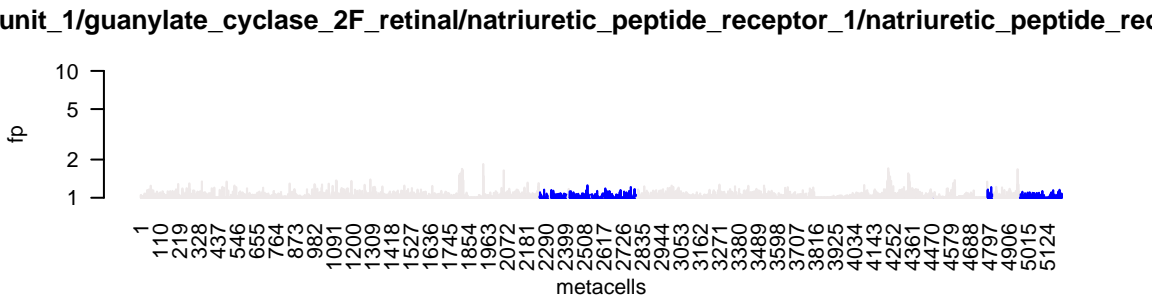 unit_1/guanylate_cyclase_2F_retinal/natriuretic_peptide_receptor_1/natriuretic_peptide_rec
10
5
2
1
fp
1 110 219 328 437 546 655 764 873 982 1091 1200 1309 1418 1527 1636 1745 1854 1963 2072 2181 2290 2399 2508 2617 2726 2835 2944 3053 3162 3271 3380 3489 3598 3707 3816 3925 4034 4143 4252 4361 4470 4579 4688 4797 4906 5015 5124
metacells